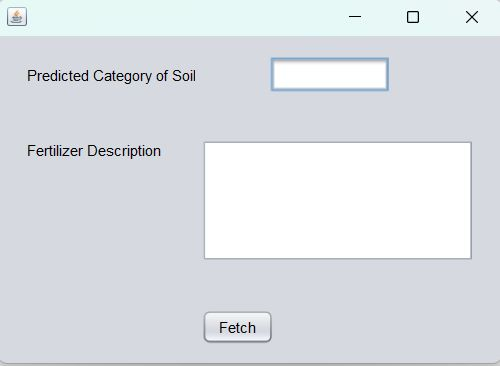 Predicted Category of Soil
Fertilizer Description
Fetch